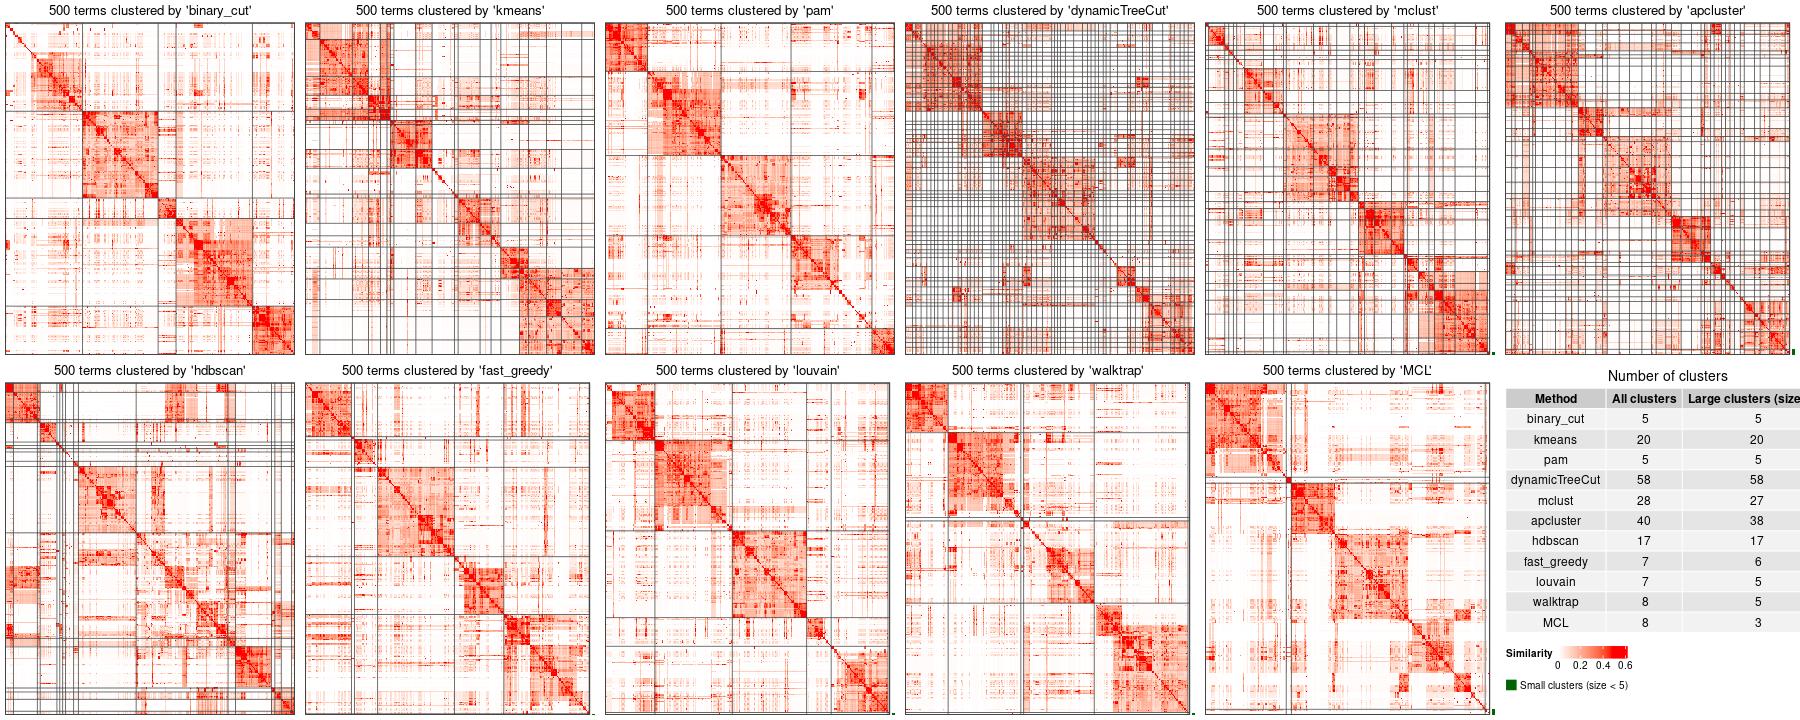 500 terms clustered by 'binary_cut'
500 terms clustered by 'kmeans'
500 terms clustered by 'pam'
500 terms clustered by 'dynamicTreeCut'
500 terms clustered by 'mclust'
500 terms clustered by 'apcluster'
500 terms clustered by 'hdbscan'
500 terms clustered by 'fast_greedy'
500 terms clustered by 'louvain'
500 terms clustered by 'walktrap'
500 terms clustered by 'MCL'
Number of clusters
Method All clusters Large clusters (size
binary_cut 5 5
kmeans 20 20
pam 5 5
dynamicTreeCut 58 58
mclust 28 27
apcluster 40 38
hdbscan 17 17
fast_greedy 7 6
louvain 7 5
walktrap 8 5
MCL 8 3
Similarity
0 0.2 0.4 0.6
Small clusters (size < 5)